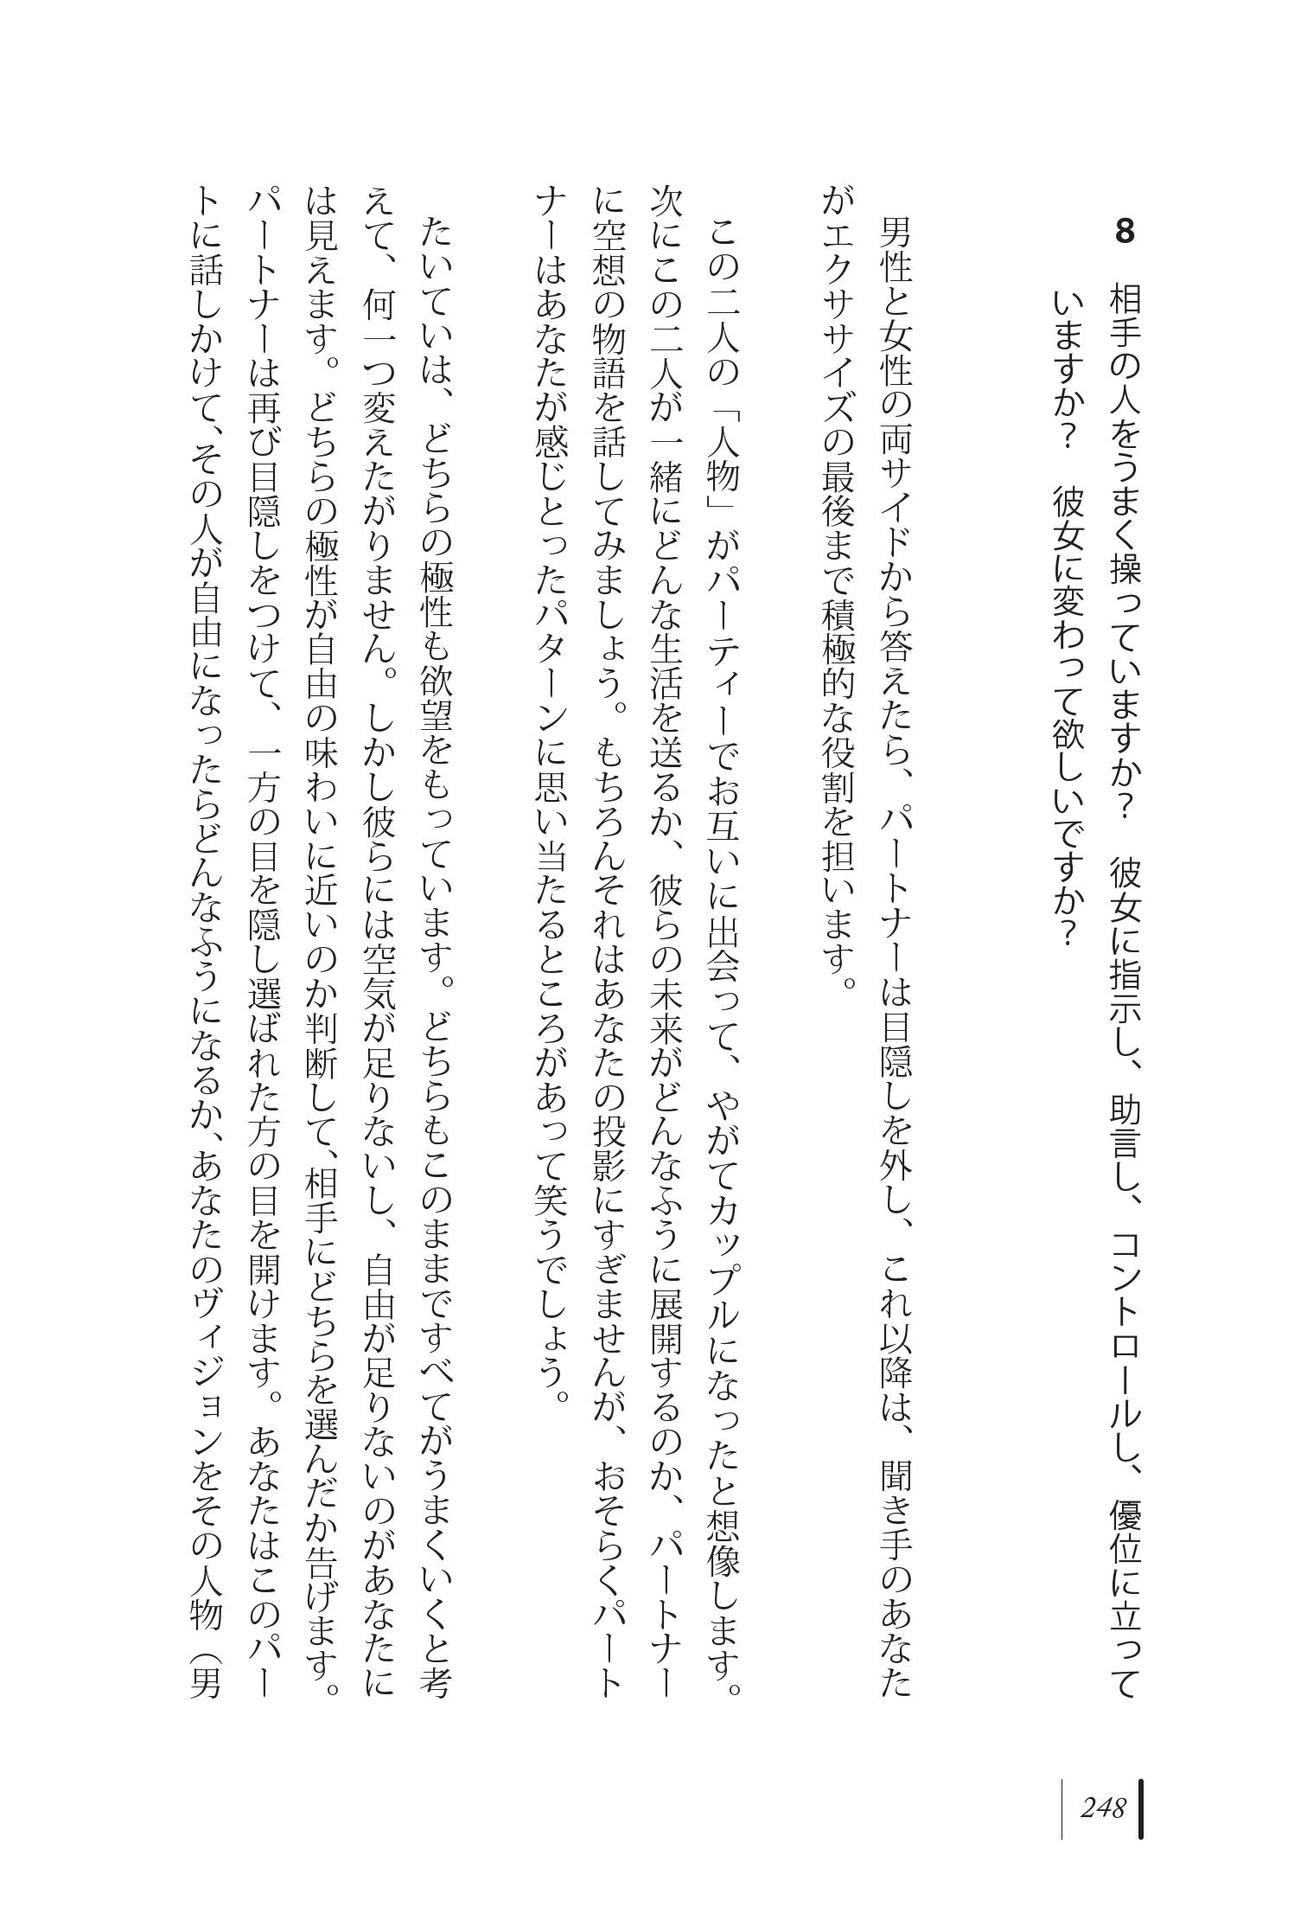 8　相手の人をうまく操っていますか？　彼女に指示し、助言し、コントロールし、優位に立って
いますか？　彼女に変わって欲しいですか？
男性と女性の両サイドから答えたら、パートナーは目隠しを外し、これ以降は、聞き手のあなた
がエクササイズの最後まで積極的な役割を担います。
この二人の「人物」がパーティーでお互いに出会って、やがてカップルになったと想像します。
次にこの二人が一緒にどんな生活を送るか、彼らの未来がどんなふうに展開するのか、パートナー
に空想の物語を話してみましょう。もちろんそれはあなたの投影にすぎませんが、おそらくパート
ナーはあなたが感じとったパターンに思い当たるところがあって笑うでしょう。
たいていは、どちらの極性も欲望をもっています。どちらもこのままですべてがうまくいくと考
えて、何一つ変えたがりません。しかし彼らには空気が足りないし、自由が足りないのがあなたに
は見えます。どちらの極性が自由の味わいに近いのか判断して、相手にどちらを選んだか告げます。
パートナーは再び目隠しをつけて、一方の目を隠し選ばれた方の目を開けます。あなたはこのパー
トに話しかけて、その人が自由になったらどんなふうになるか、あなたのヴィジョンをその人物（男
248